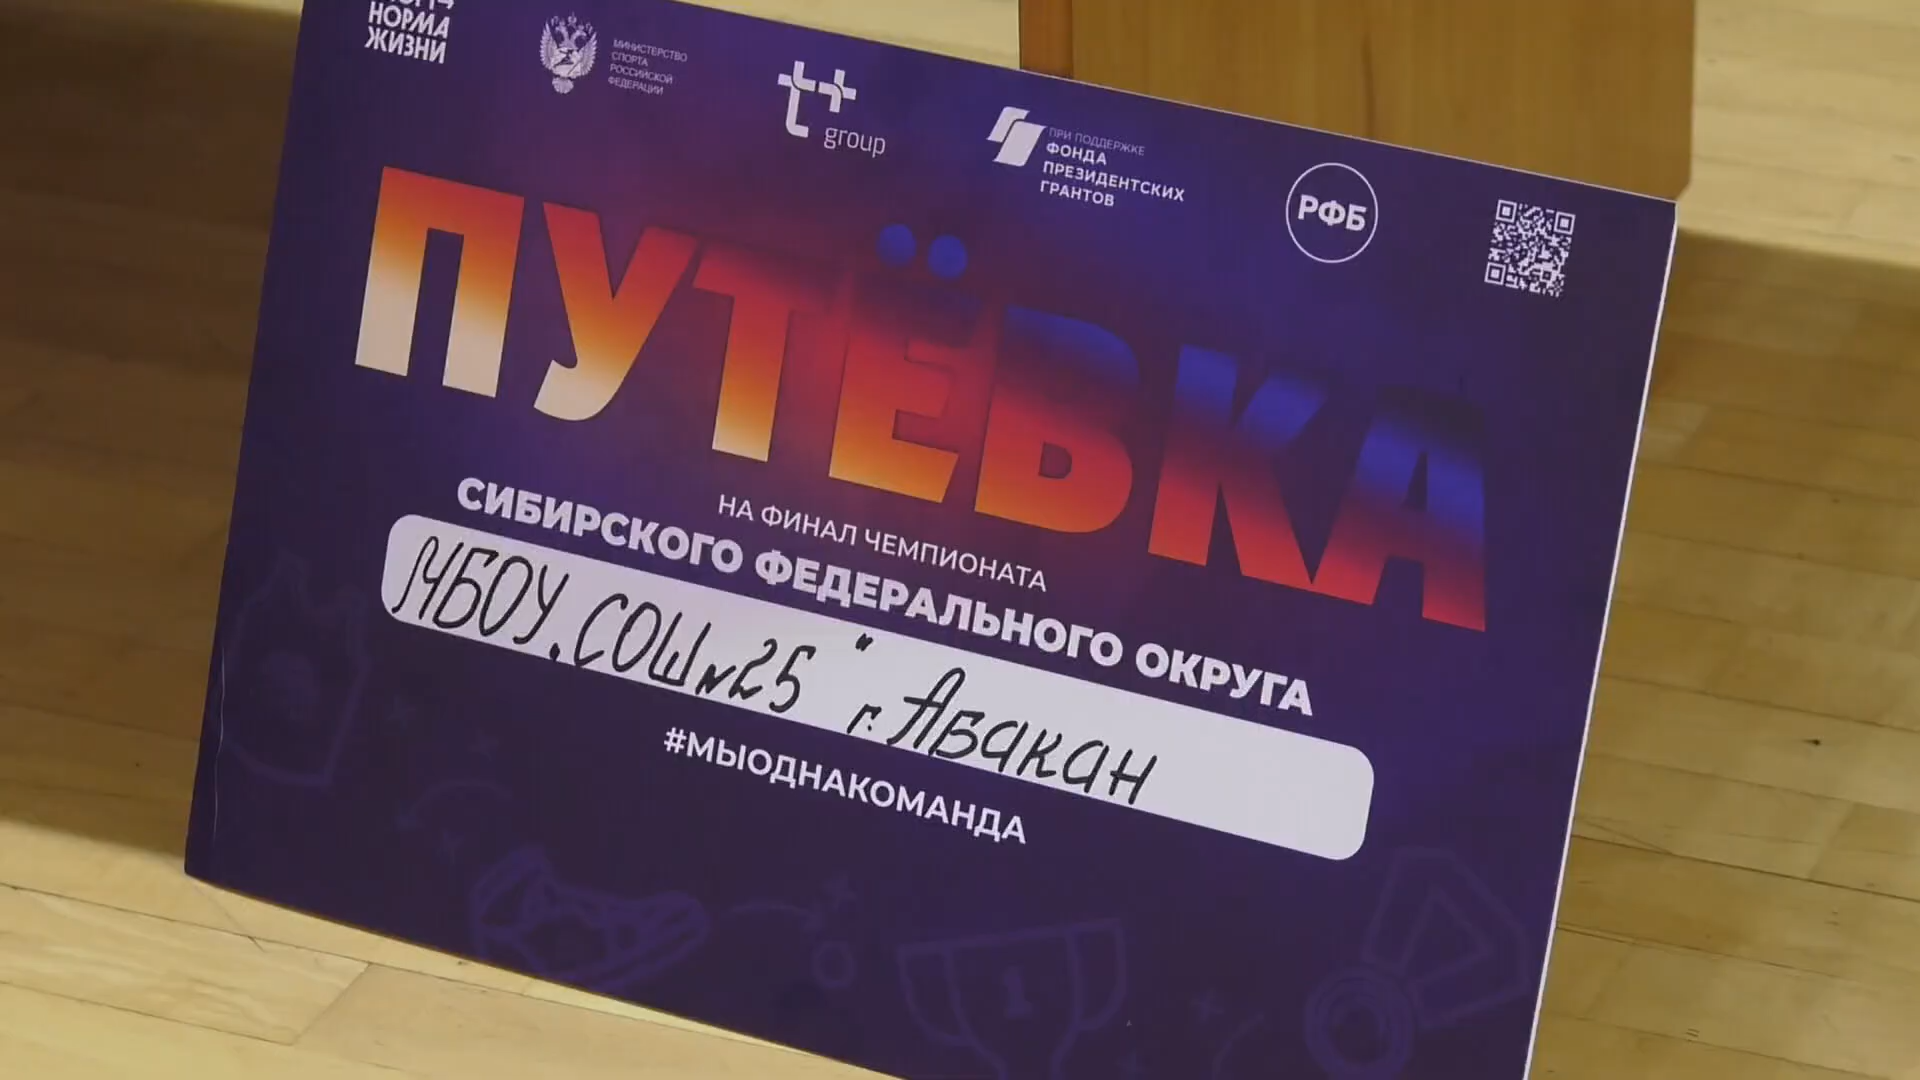 НОРМА
ЖИЗНИ
МИНИСТЕРСТВО
СПОРТА
РОССИЙСКОЙ
ФЕДЕРАЦИИ
t+
group
ПРИ ПОДДЕРЖКЕ
ФОНДА
ПРЕЗИДЕНТСКИХ
ГРАНТОВ
РФБ
ПУТЁВКА
НА ФИНАЛ ЧЕМПИОНАТА
СИБИРСКОГО ФЕДЕРАЛЬНОГО ОКРУГА
МБОУ. "СОШ №25" г. Абакан
#МЫОДНАКОМАНДА